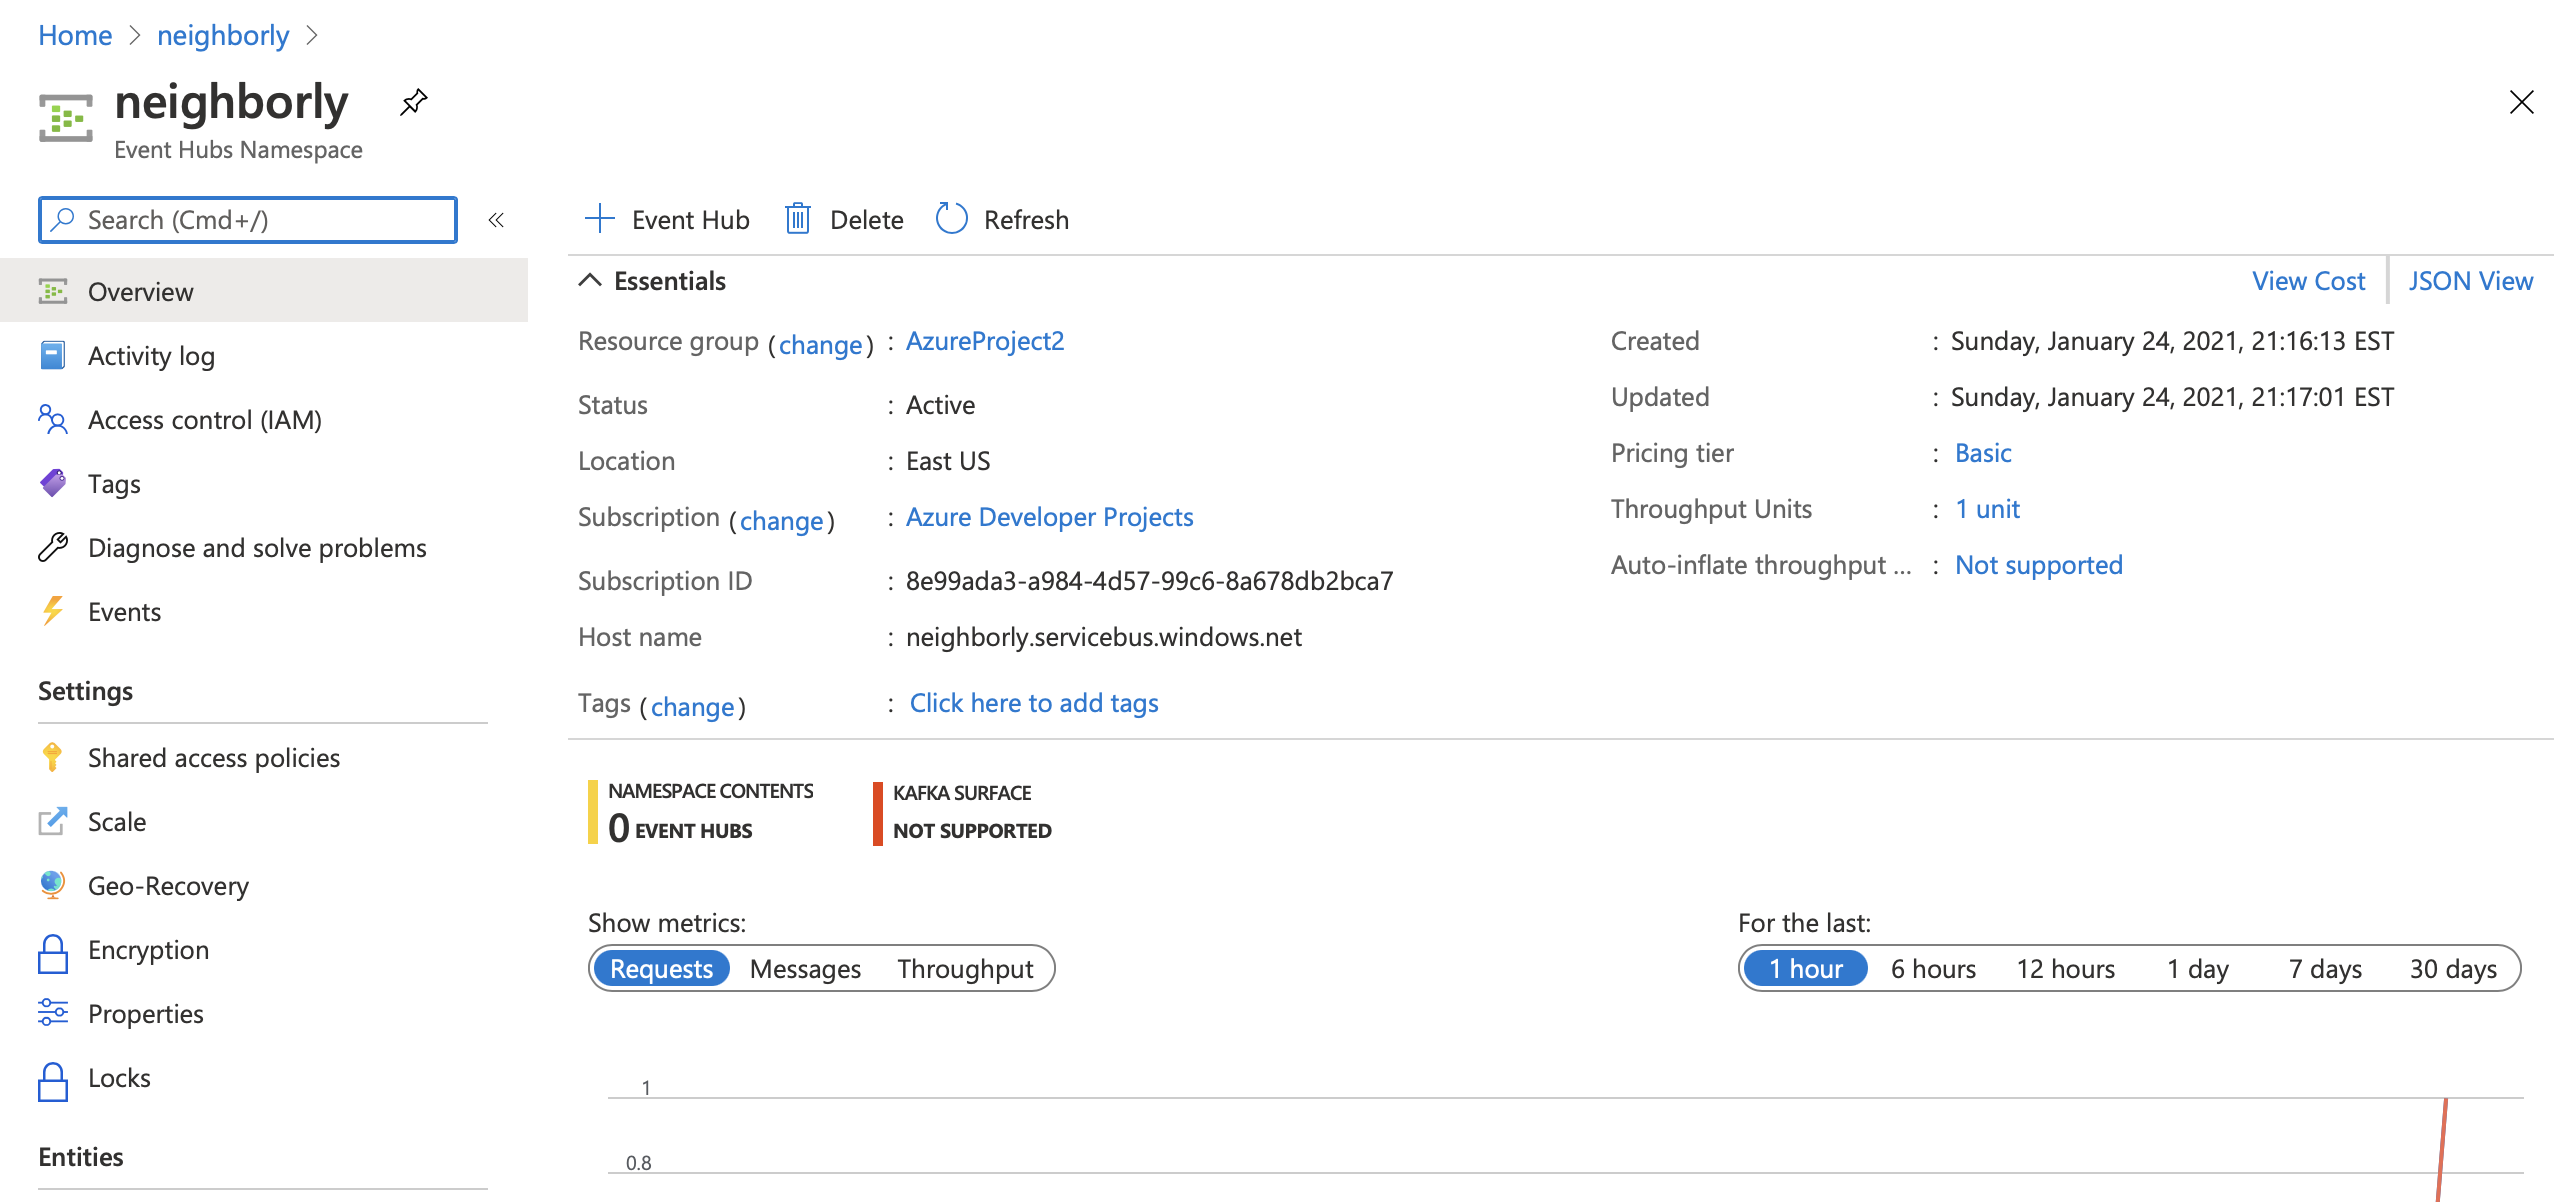 Home > neighborly >
neighborly
Event Hubs Namespace
Search (Cmd+/)
«
Event Hub
Delete
Refresh
Overview
Activity log
Access control (IAM)
Tags
Diagnose and solve problems
Events
Settings
Shared access policies
Scale
Geo-Recovery
Encryption
Properties
Locks
Entities
Essentials
View Cost
JSON View
Resource group (change) : AzureProject2
Status : Active
Location : East US
Subscription (change) : Azure Developer Projects
Subscription ID : 8e99ada3-a984-4d57-99c6-8a678db2bca7
Host name : neighborly.servicebus.windows.net
Tags (change) : Click here to add tags
Created : Sunday, January 24, 2021, 21:16:13 EST
Updated : Sunday, January 24, 2021, 21:17:01 EST
Pricing tier : Basic
Throughput Units : 1 unit
Auto-inflate throughput ... : Not supported
NAMESPACE CONTENTS
0 EVENT HUBS
KAFKA SURFACE
NOT SUPPORTED
Show metrics:
Requests Messages Throughput
For the last:
1 hour 6 hours 12 hours 1 day 7 days 30 days
1
0.8